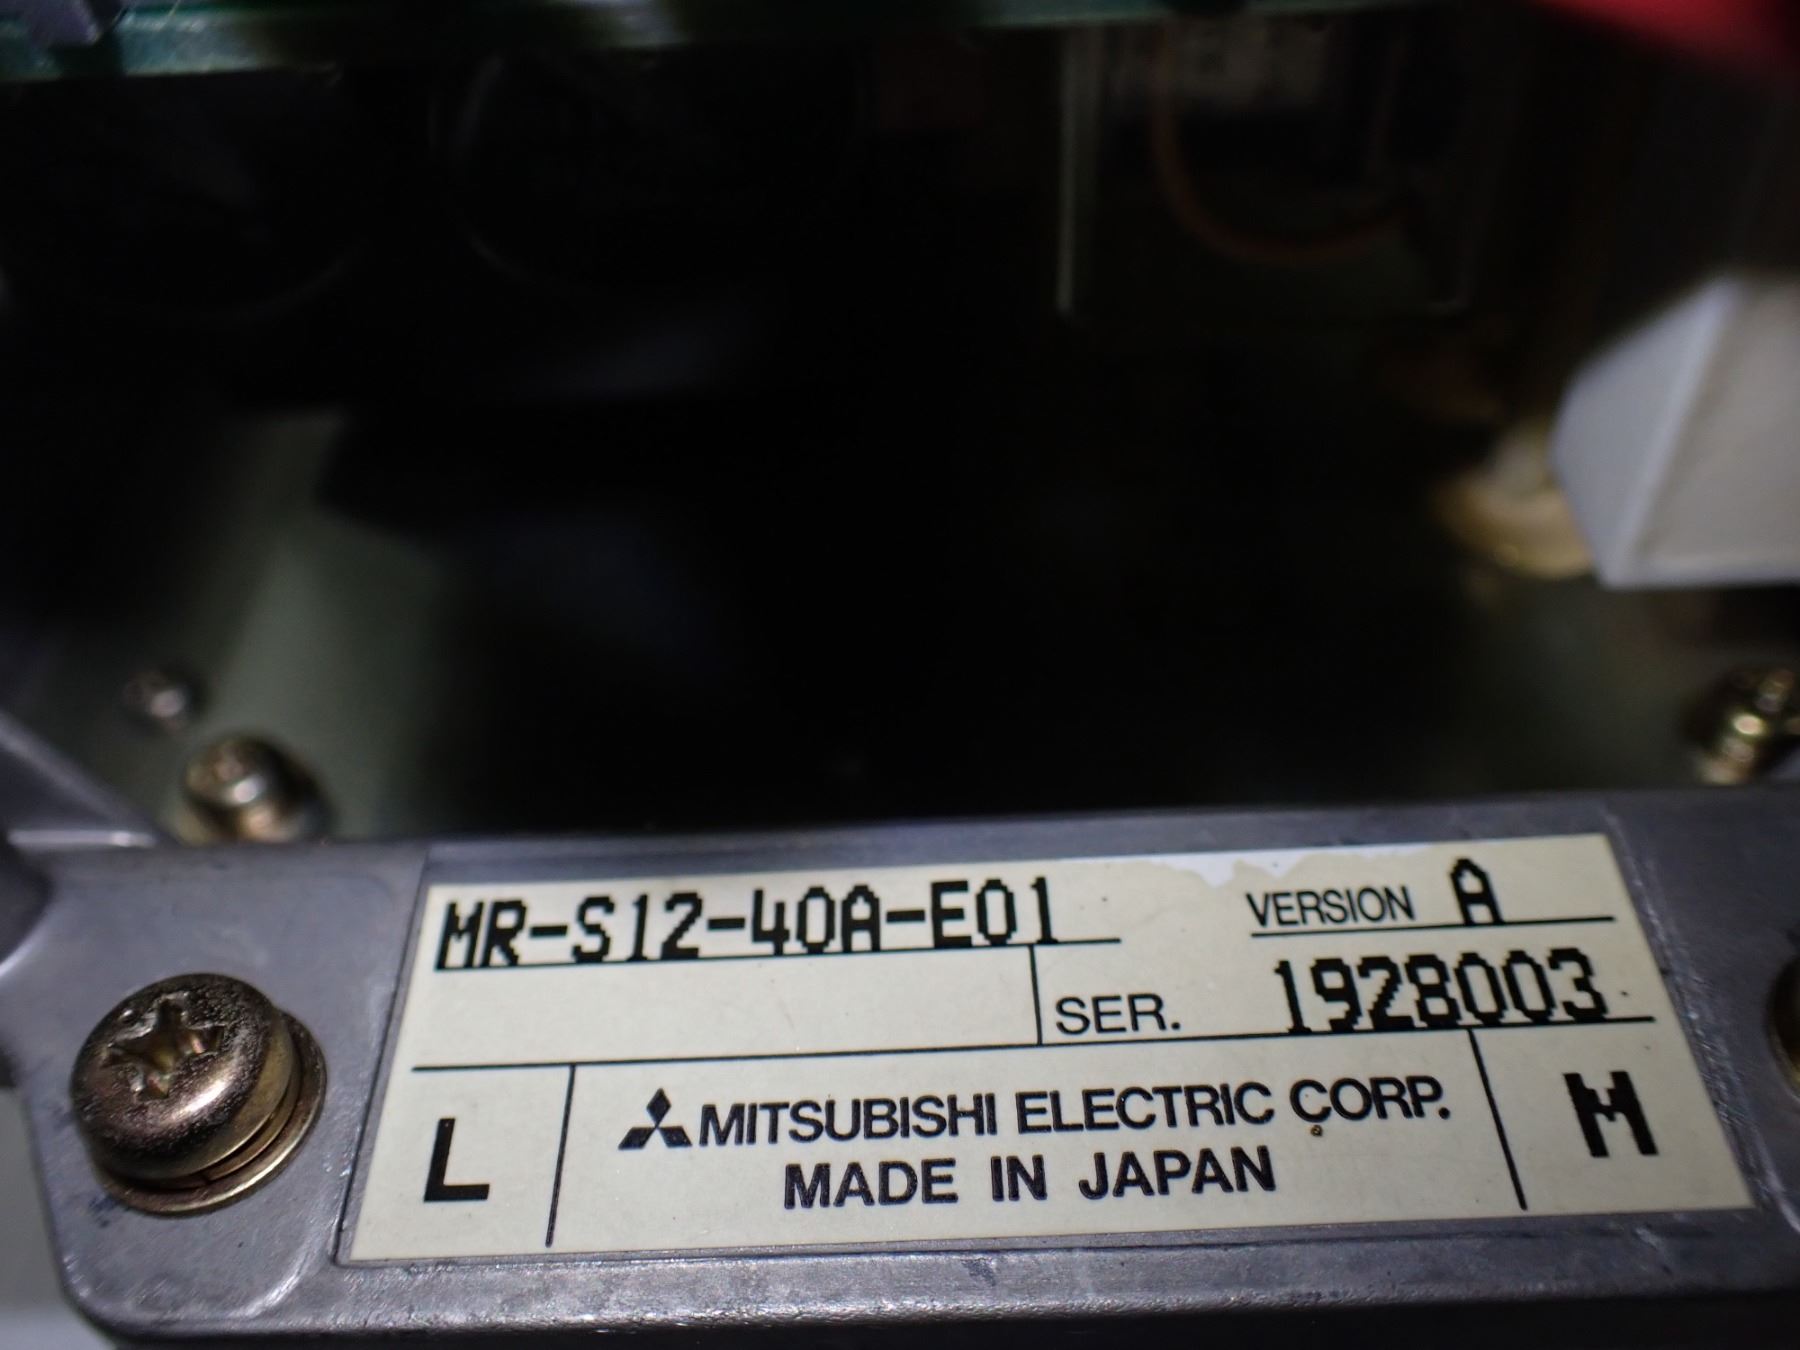 MR-S12-40A-E01 VERSION A
SER. 1928003
L MITSUBISHI ELECTRIC CORP. M
MADE IN JAPAN